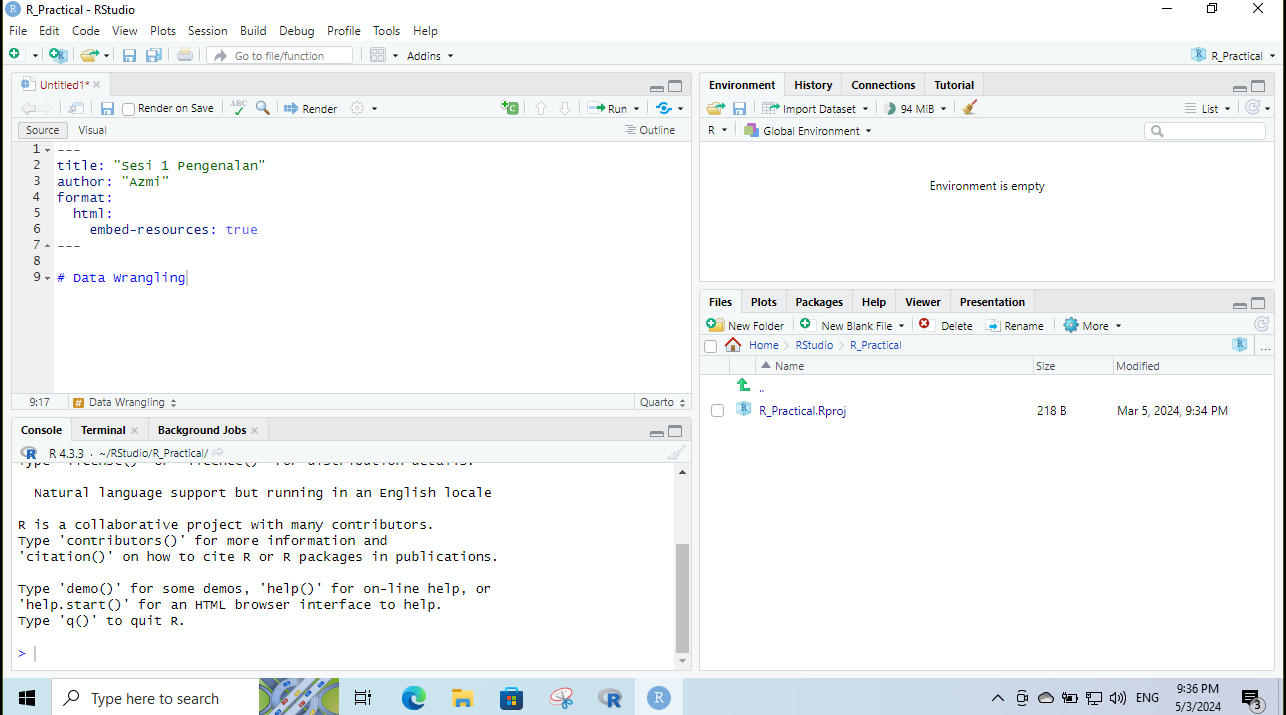 R_Practical - RStudio
File Edit Code View Plots Session Build Debug Profile Tools Help
Go to file/function Addins R_Practical
Untitled1*
Render on Save ABC Render Run
Source Visual Outline
1 ---
2 title: "Sesi 1 Pengenalan"
3 author: "Azmi"
4 format:
5 html:
6 embed-resources: true
7 ---
8
9 # Data Wrangling
9:17 # Data Wrangling Quarto
Console Terminal Background Jobs
R 4.3.3 · ~/RStudio/R_Practical/
Type 'license()' or 'licence()' for distribution details.
Natural language support but running in an English locale
R is a collaborative project with many contributors.
Type 'contributors()' for more information and
'citation()' on how to cite R or R packages in publications.
Type 'demo()' for some demos, 'help()' for on-line help, or
'help.start()' for an HTML browser interface to help.
Type 'q()' to quit R.
>
Environment History Connections Tutorial
Import Dataset 94 MiB List
R Global Environment
Environment is empty
Files Plots Packages Help Viewer Presentation
New Folder New Blank File Delete Rename More
Home RStudio R_Practical ...
Name Size Modified
..
R_Practical.Rproj 218 B Mar 5, 2024, 9:34 PM
Type here to search ENG 9:36 PM
5/3/2024 3